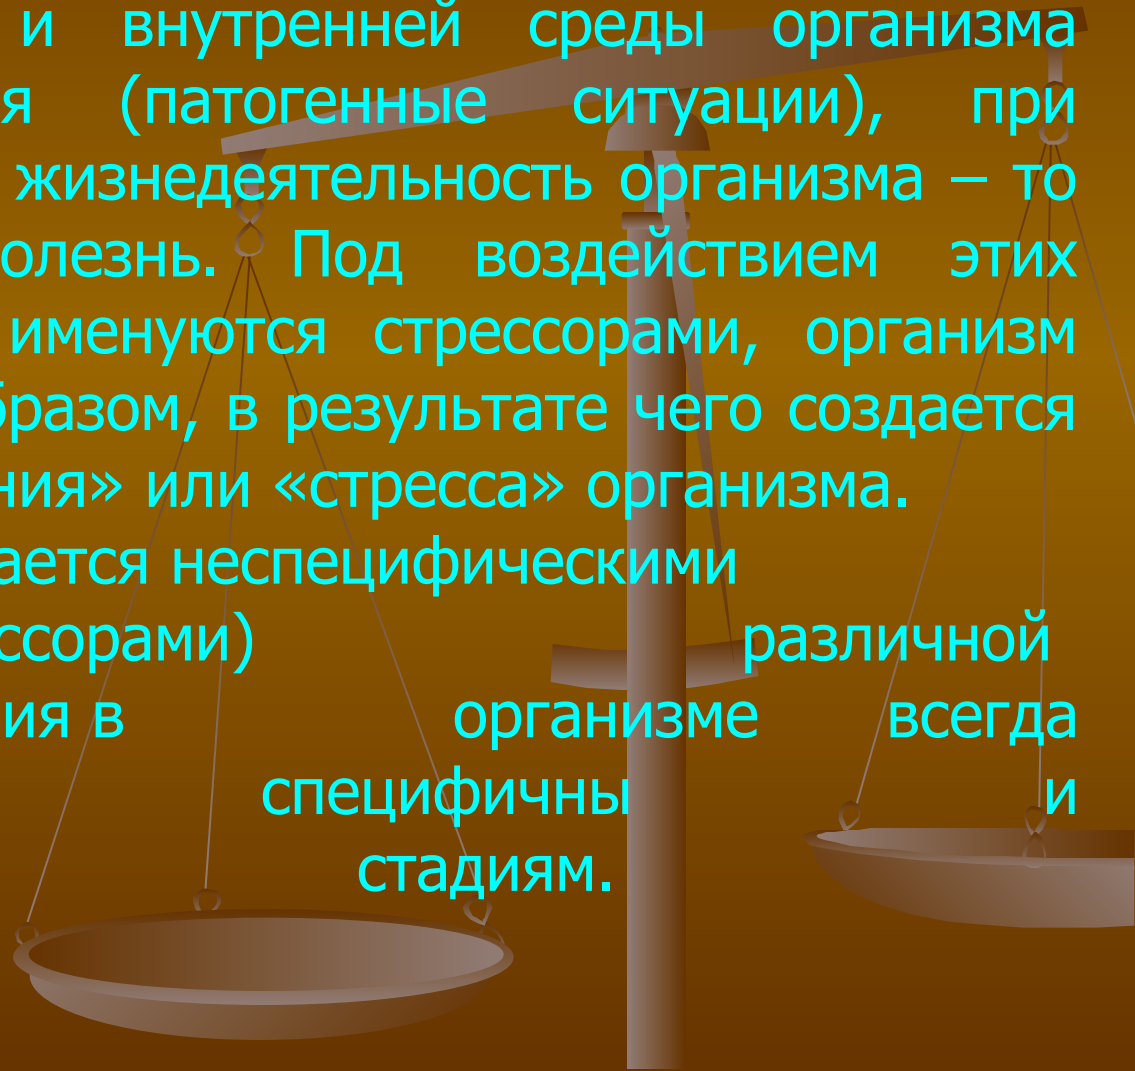 и внутренней среды организма
я (патогенные ситуации), при
жизнедеятельность организма – то
олезнь. Под воздействием этих
именуются стрессорами, организм
бразом, в результате чего создается
ния» или «стресса» организма.
ается неспецифическими
ссорами) различной
ия в организме всегда
специфичны и
стадиям.